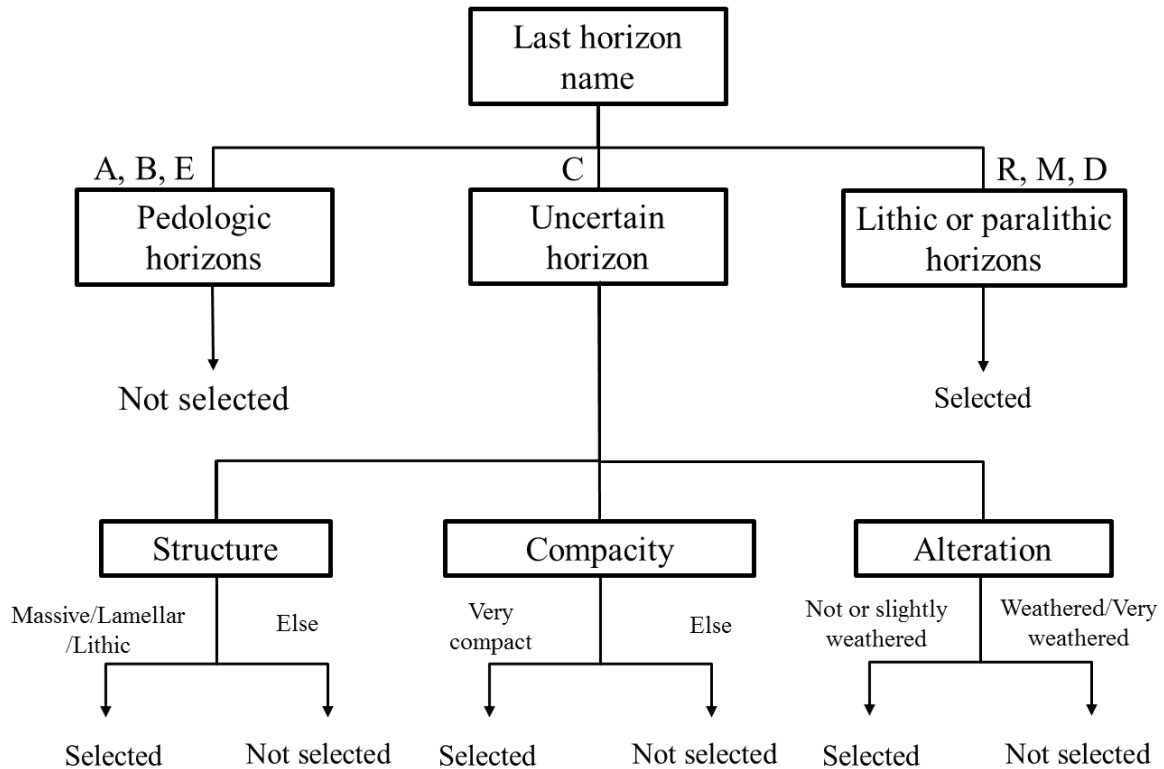 Last horizon
name
A, B, E
C
R, M, D
Pedologic
horizons
Uncertain
horizon
Lithic or paralithic
horizons
Not selected
Selected
Structure
Compacity
Alteration
Massive/Lamellar
/Lithic
Else
Very
compact
Else
Not or slightly
weathered
Weathered/Very
weathered
Selected
Not selected
Selected
Not selected
Selected
Not selected